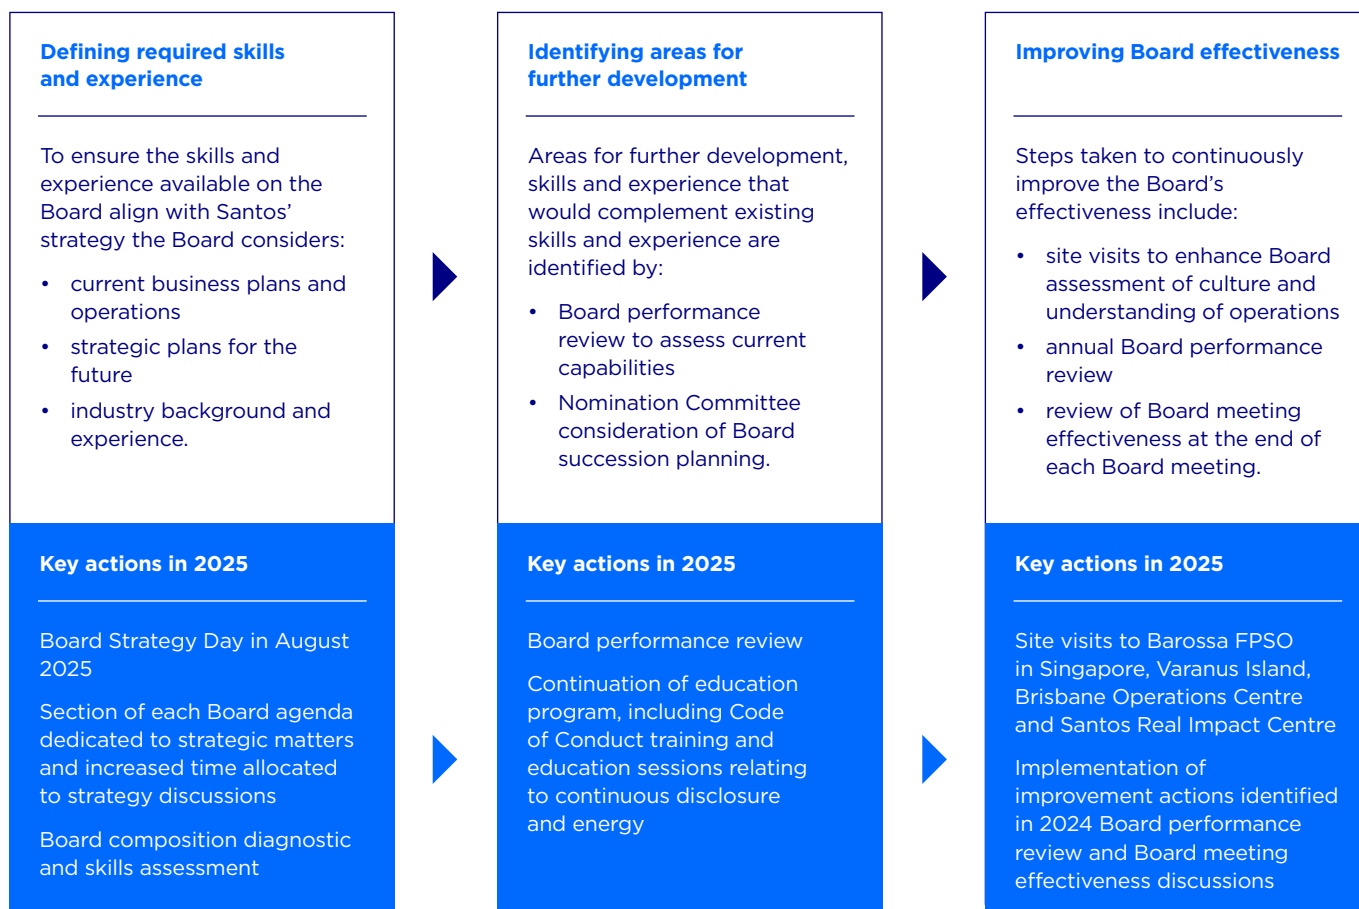 Defining required skills
and experience
To ensure the skills and
experience available on the
Board align with Santos’
strategy the Board considers:
• current business plans and
operations
• strategic plans for the
future
• industry background and
experience.
Key actions in 2025
Board Strategy Day in August
2025
Section of each Board agenda
dedicated to strategic matters
and increased time allocated
to strategy discussions
Board composition diagnostic
and skills assessment
Identifying areas for
further development
Areas for further development,
skills and experience that
would complement existing
skills and experience are
identified by:
• Board performance
review to assess current
capabilities
• Nomination Committee
consideration of Board
succession planning.
Key actions in 2025
Board performance review
Continuation of education
program, including Code
of Conduct training and
education sessions relating
to continuous disclosure
and energy
Improving Board effectiveness
Steps taken to continuously
improve the Board’s
effectiveness include:
• site visits to enhance Board
assessment of culture and
understanding of operations
• annual Board performance
review
• review of Board meeting
effectiveness at the end of
each Board meeting.
Key actions in 2025
Site visits to Barossa FPSO
in Singapore, Varanus Island,
Brisbane Operations Centre
and Santos Real Impact Centre
Implementation of
improvement actions identified
in 2024 Board performance
review and Board meeting
effectiveness discussions